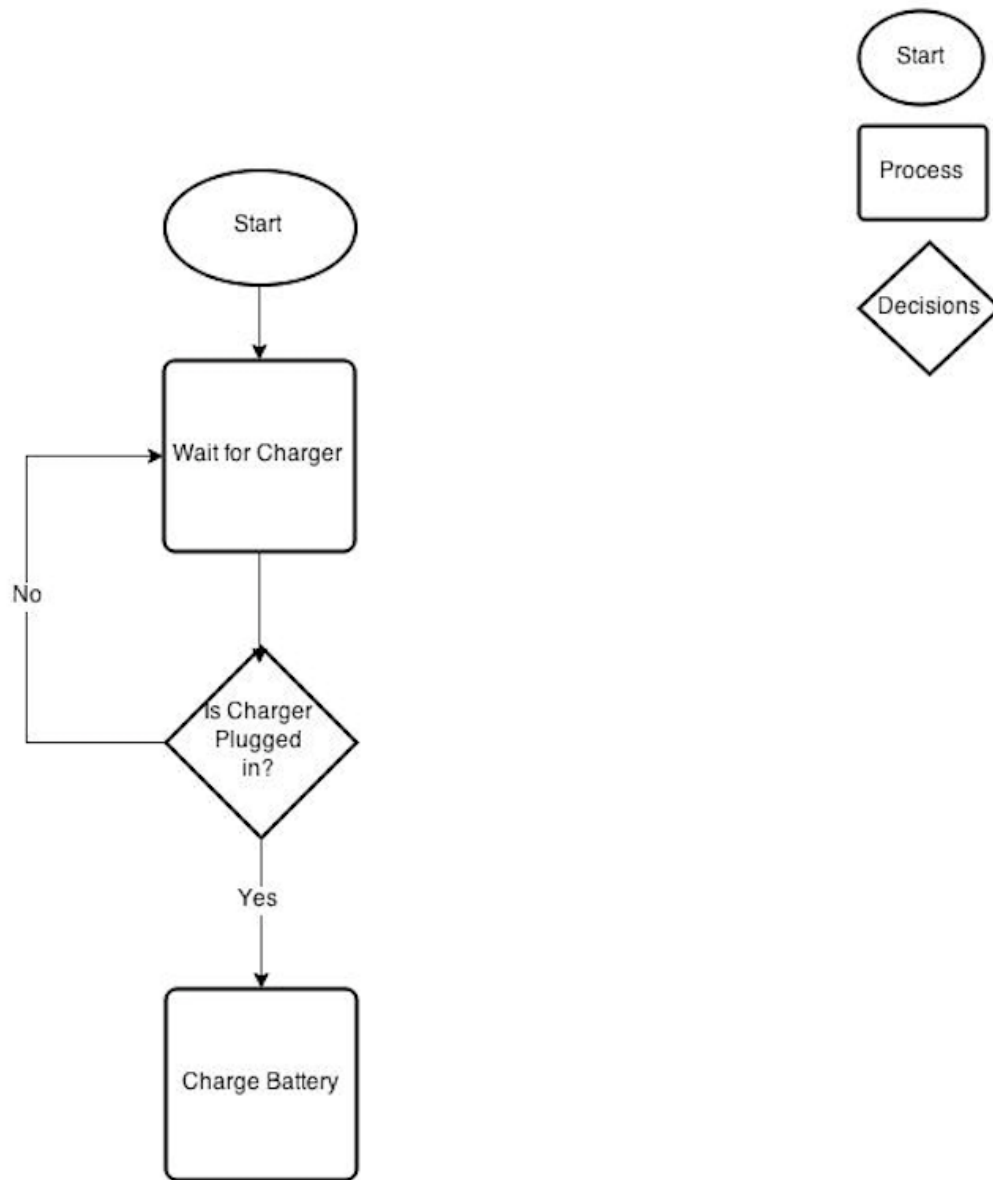 Start
Process
Decisions
Start
Wait for Charger
No
Is Charger
Plugged
in?
Yes
Charge Battery